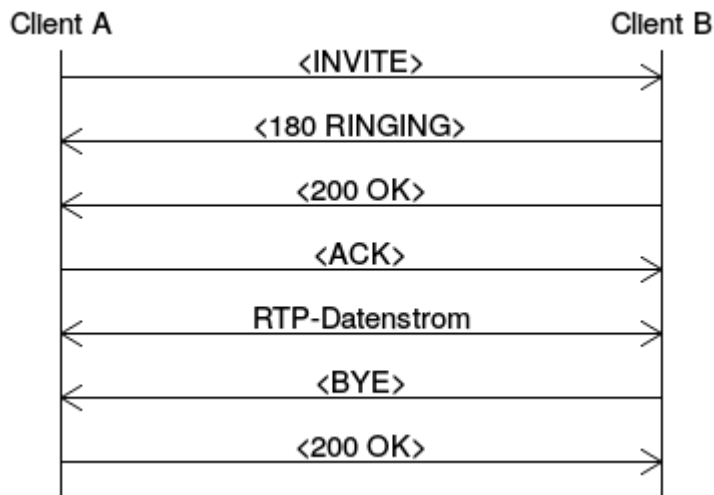 Client A
Client B
<INVITE>
<180 RINGING>
<200 OK>
<ACK>
RTP-Datenstrom
<BYE>
<200 OK>